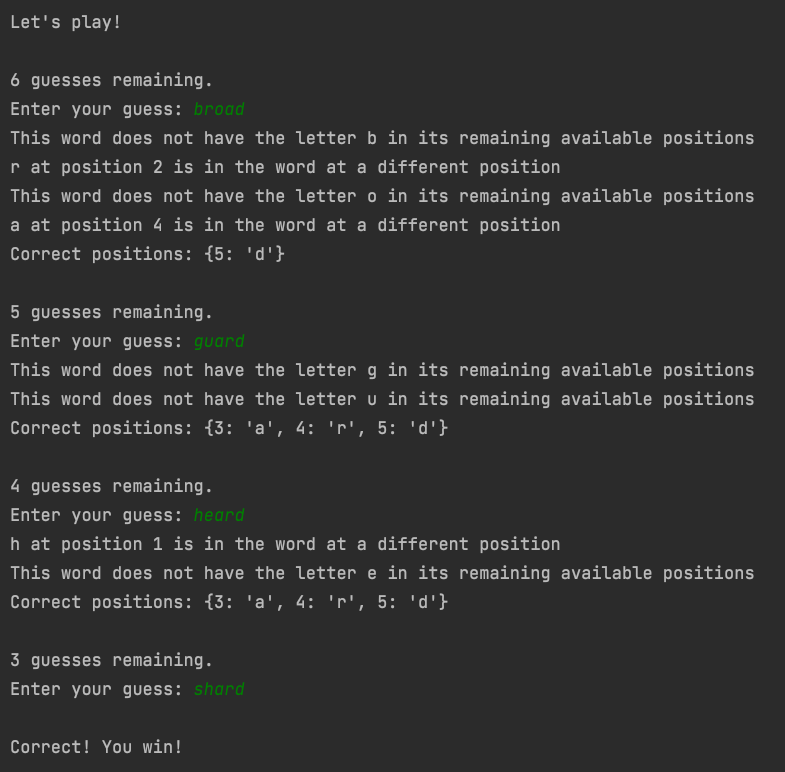 Let's play!
6 guesses remaining.
Enter your guess: broad
This word does not have the letter b in its remaining available positions
r at position 2 is in the word at a different position
This word does not have the letter o in its remaining available positions
a at position 4 is in the word at a different position
Correct positions: {5: 'd'}
5 guesses remaining.
Enter your guess: guard
This word does not have the letter g in its remaining available positions
This word does not have the letter u in its remaining available positions
Correct positions: {3: 'a', 4: 'r', 5: 'd'}
4 guesses remaining.
Enter your guess: heard
h at position 1 is in the word at a different position
This word does not have the letter e in its remaining available positions
Correct positions: {3: 'a', 4: 'r', 5: 'd'}
3 guesses remaining.
Enter your guess: shard
Correct! You win!